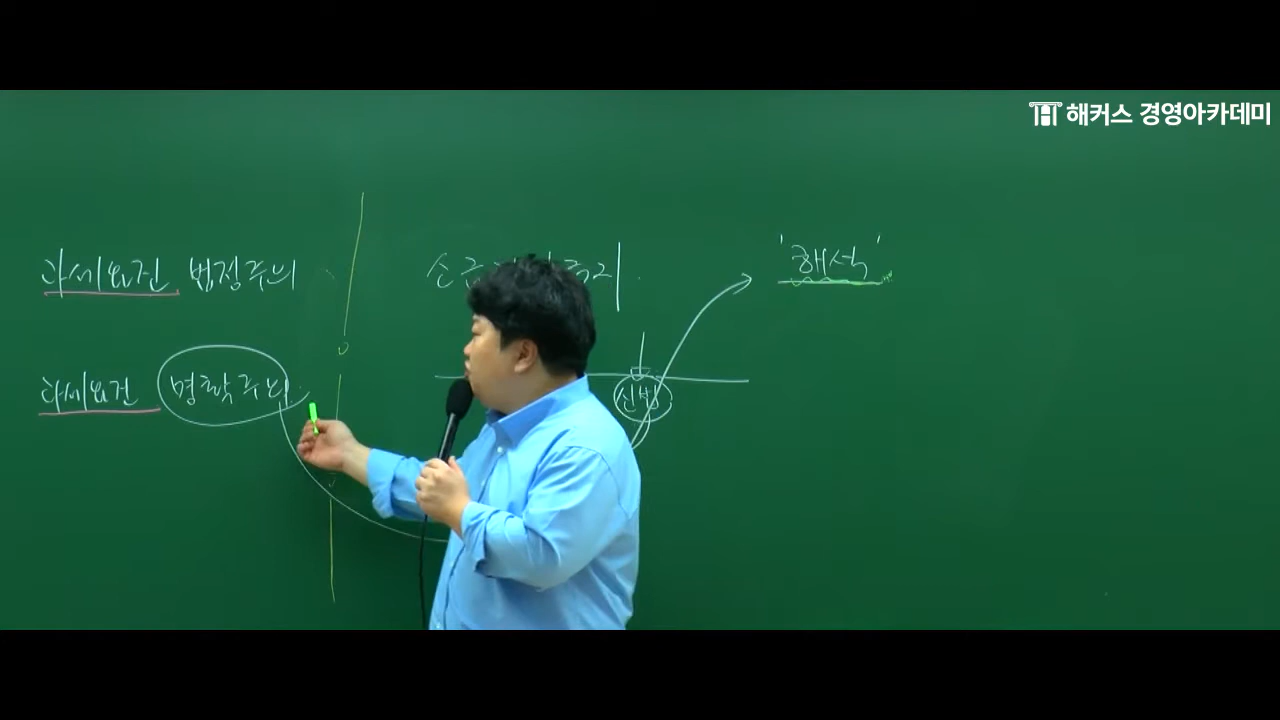 해커스 경영아카데미
과세요건 법정주의
'해석'
과세요건 명확주의
신법